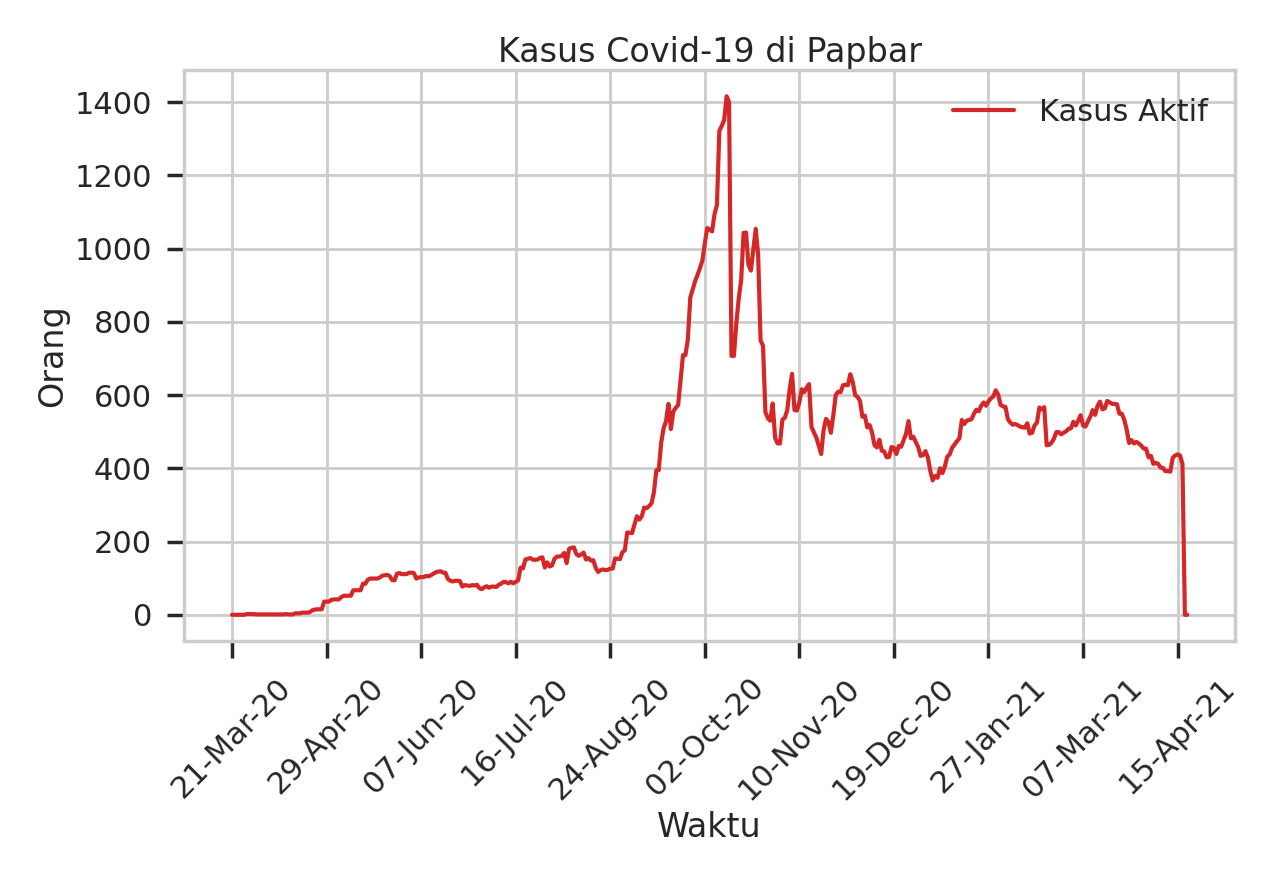 Kasus Covid-19 di Papbar
Kasus Aktif
1400
1200
1000
800
600
400
200
0
Orang
21-Mar-20
29-Apr-20
07-Jun-20
16-Jul-20
24-Aug-20
02-Oct-20
10-Nov-20
19-Dec-20
27-Jan-21
07-Mar-21
15-Apr-21
Waktu